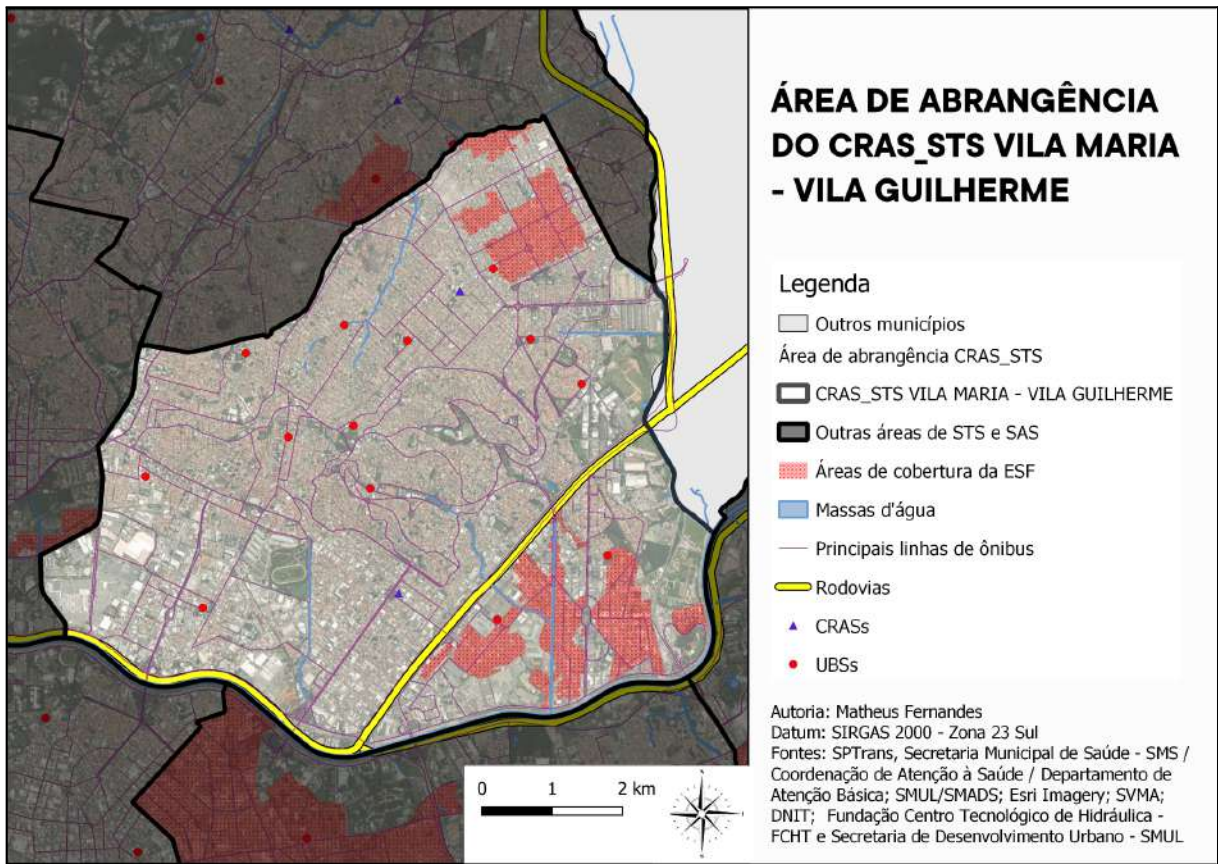 ÁREA DE ABRANGÊNCIA
DO CRAS_STS VILA MARIA
- VILA GUILHERME
Legenda
Outros municípios
Área de abrangência CRAS_STS
CRAS_STS VILA MARIA - VILA GUILHERME
Outras áreas de STS e SAS
Áreas de cobertura da ESF
Massas d'água
Principais linhas de ônibus
Rodovias
CRASs
UBSs
Autoria: Matheus Fernandes
Datum: SIRGAS 2000 - Zona 23 Sul
Fontes: SPTrans, Secretaria Municipal de Saúde - SMS /
Coordenação de Atenção à Saúde / Departamento de
Atenção Básica; SMUL/SMADS; Esri Imagery; SVMA;
DNIT; Fundação Centro Tecnológico de Hidráulica -
FCHT e Secretaria de Desenvolvimento Urbano - SMUL
0 1 2 km